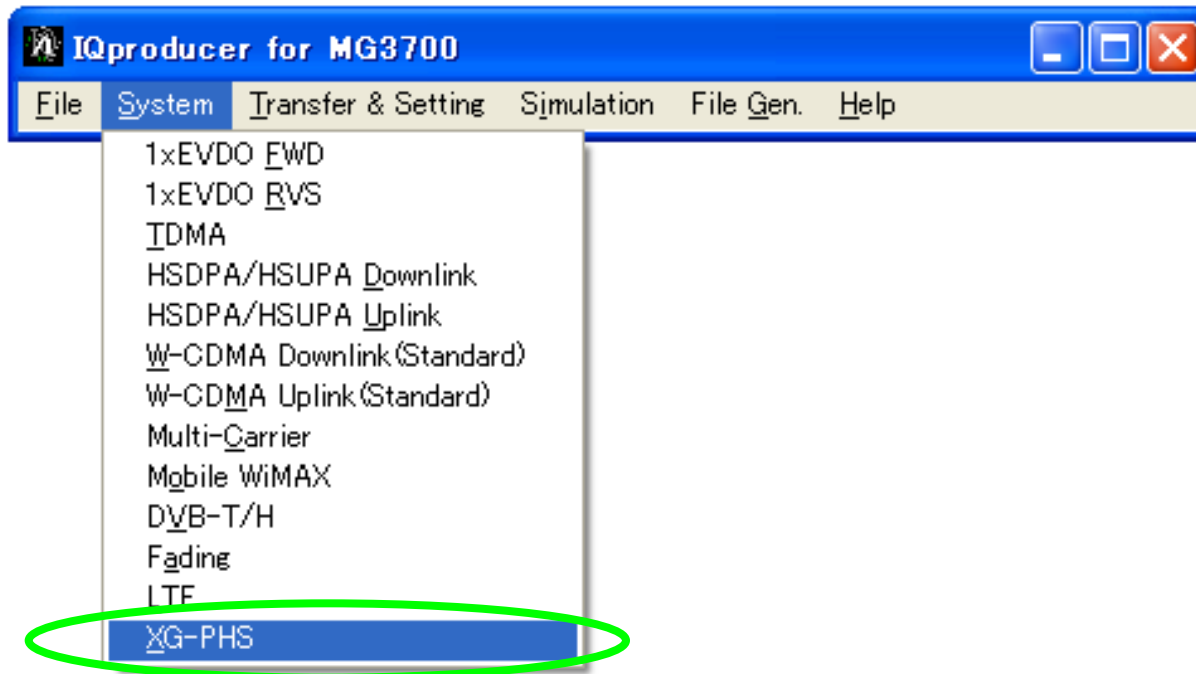 IQproducer for MG3700
File System Transfer & Setting Simulation File Gen. Help
1xEVDO FWD
1xEVDO RVS
TDMA
HSDPA/HSUPA Downlink
HSDPA/HSUPA Uplink
W-CDMA Downlink(Standard)
W-CDMA Uplink(Standard)
Multi-Carrier
Mobile WiMAX
DVB-T/H
Fading
LTE
XG-PHS